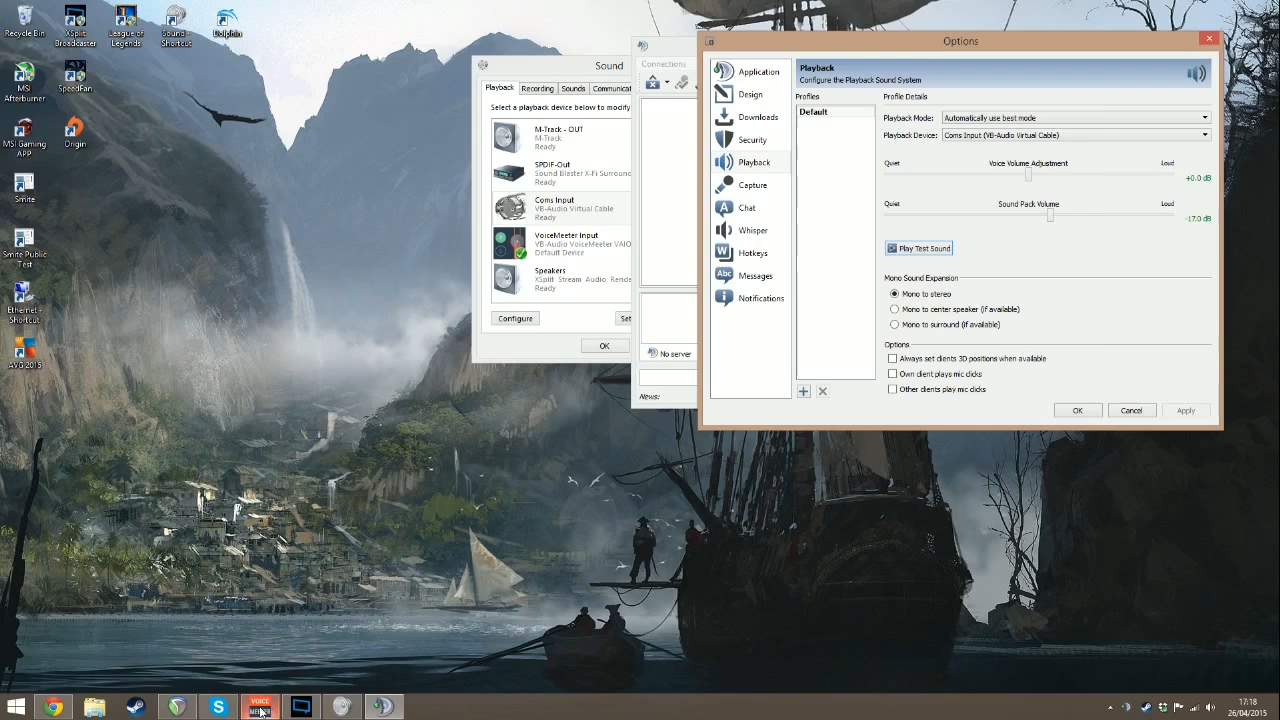 Recycle Bin
XSplit Broadcaster
League of Legends
Sound - Shortcut
Dolphin
MSI Afterburner
SpeedFan
MSI Gaming APP
Origin
Smite
Smite Public Test
Ethernet - Shortcut
AVG 2015
Sound
Playback
Recording
Sounds
Communicat
Select a playback device below to modify
M-Track - OUT
M-Track
Ready
SPDIF-Out
Sound Blaster X-Fi Surroun
Ready
Coms Input
VB-Audio Virtual Cable
Ready
VoiceMeeter Input
VB-Audio VoiceMeeter VAIO
Default Device
Speakers
XSplit Stream Audio Rende
Ready
Configure
Set
OK
Connections
No server
News:
Options
Application
Design
Downloads
Security
Playback
Capture
Chat
Whisper
Hotkeys
Messages
Notifications
Playback
Configure the Playback Sound System
Profiles
Default
Profile Details
Playback Mode: Automatically use best mode
Playback Device: Coms Input (VB-Audio Virtual Cable)
Quiet Voice Volume Adjustment Loud
+0.0 dB
Quiet Sound Pack Volume Loud
-17.0 dB
Play Test Sound
Mono Sound Expansion
Mono to stereo
Mono to center speaker (if available)
Mono to surround (if available)
Options
Always set clients 3D positions when available
Own client plays mic clicks
Other clients play mic clicks
OK
Cancel
Apply
VOICE
17:18
26/04/2015